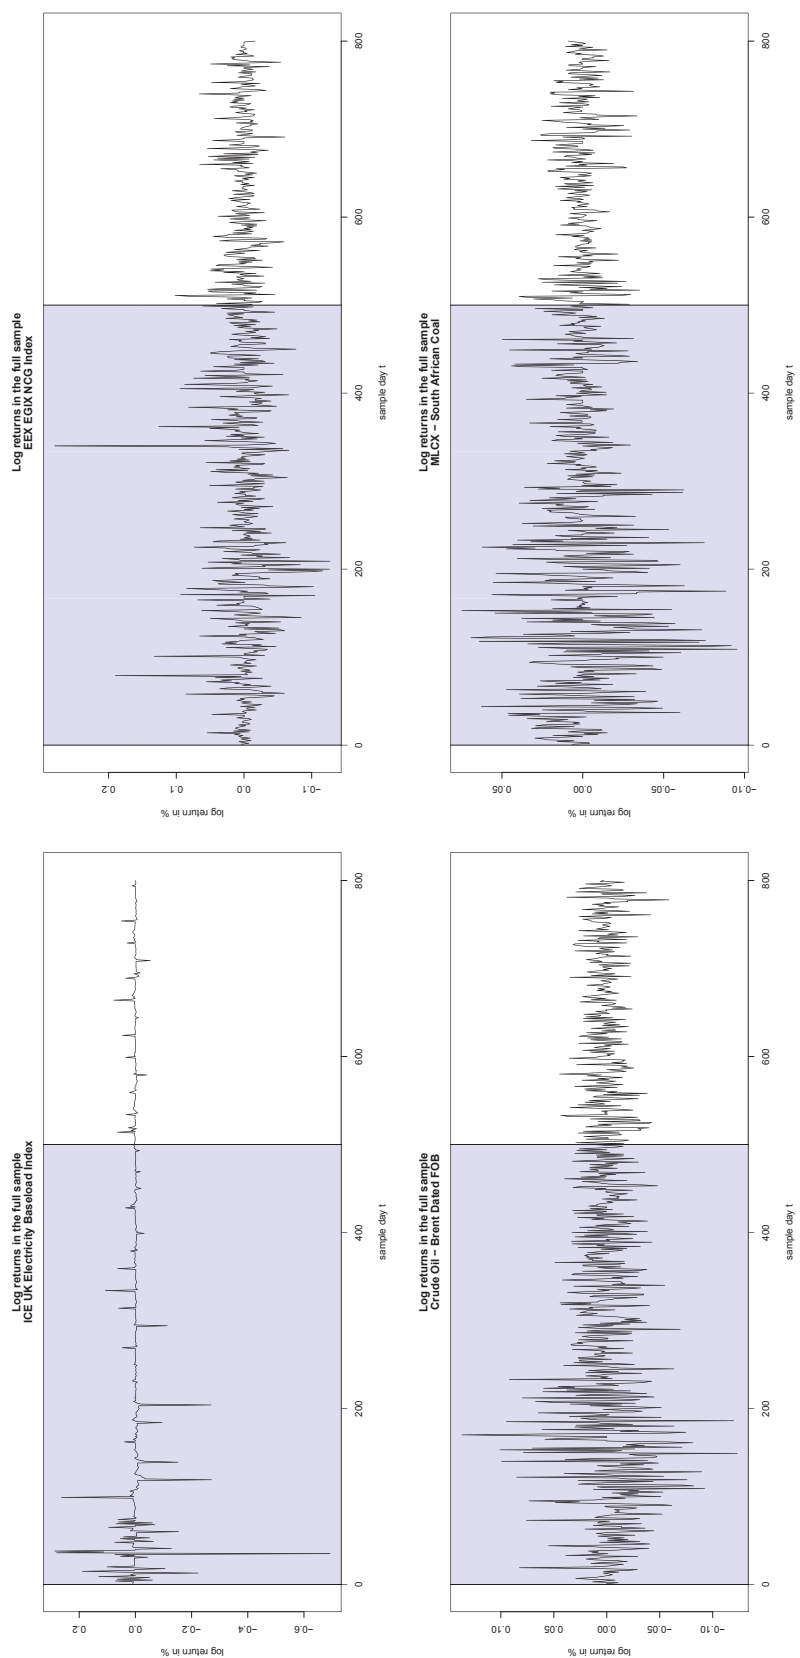 Log returns in the full sample
ICE UK Electricity Baseload Index
log return in %
0.2
0.0
−0.2
−0.4
−0.6
0
200
400
600
800
sample day t
Log returns in the full sample
EEX EGIX NCG Index
log return in %
0.2
0.1
0.0
−0.1
0
200
400
600
800
sample day t
Log returns in the full sample
Crude Oil − Brent Dated FOB
log return in %
0.10
0.05
0.00
−0.05
−0.10
0
200
400
600
800
sample day t
Log returns in the full sample
MLCX − South African Coal
log return in %
0.05
0.00
−0.05
−0.10
0
200
400
600
800
sample day t